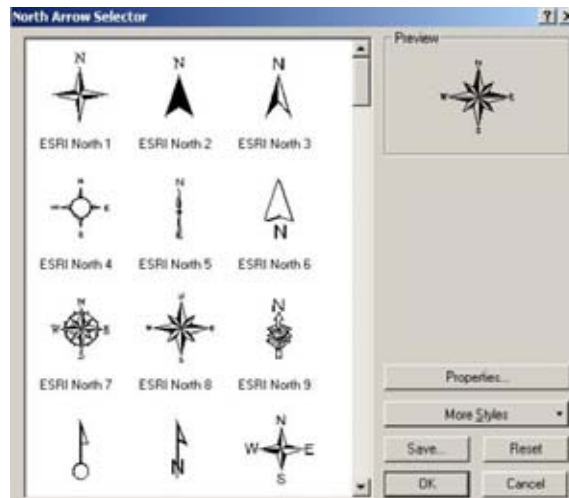 North Arrow Selector
Preview
N
N
N
ESRI North 1
ESRI North 2
ESRI North 3
N
N
N
ESRI North 4
ESRI North 5
ESRI North 6
N
W
S
N
S
N
ESRI North 7
ESRI North 8
ESRI North 9
N
N
W
E
S
Properties...
More Styles
Save...
Reset
OK
Cancel